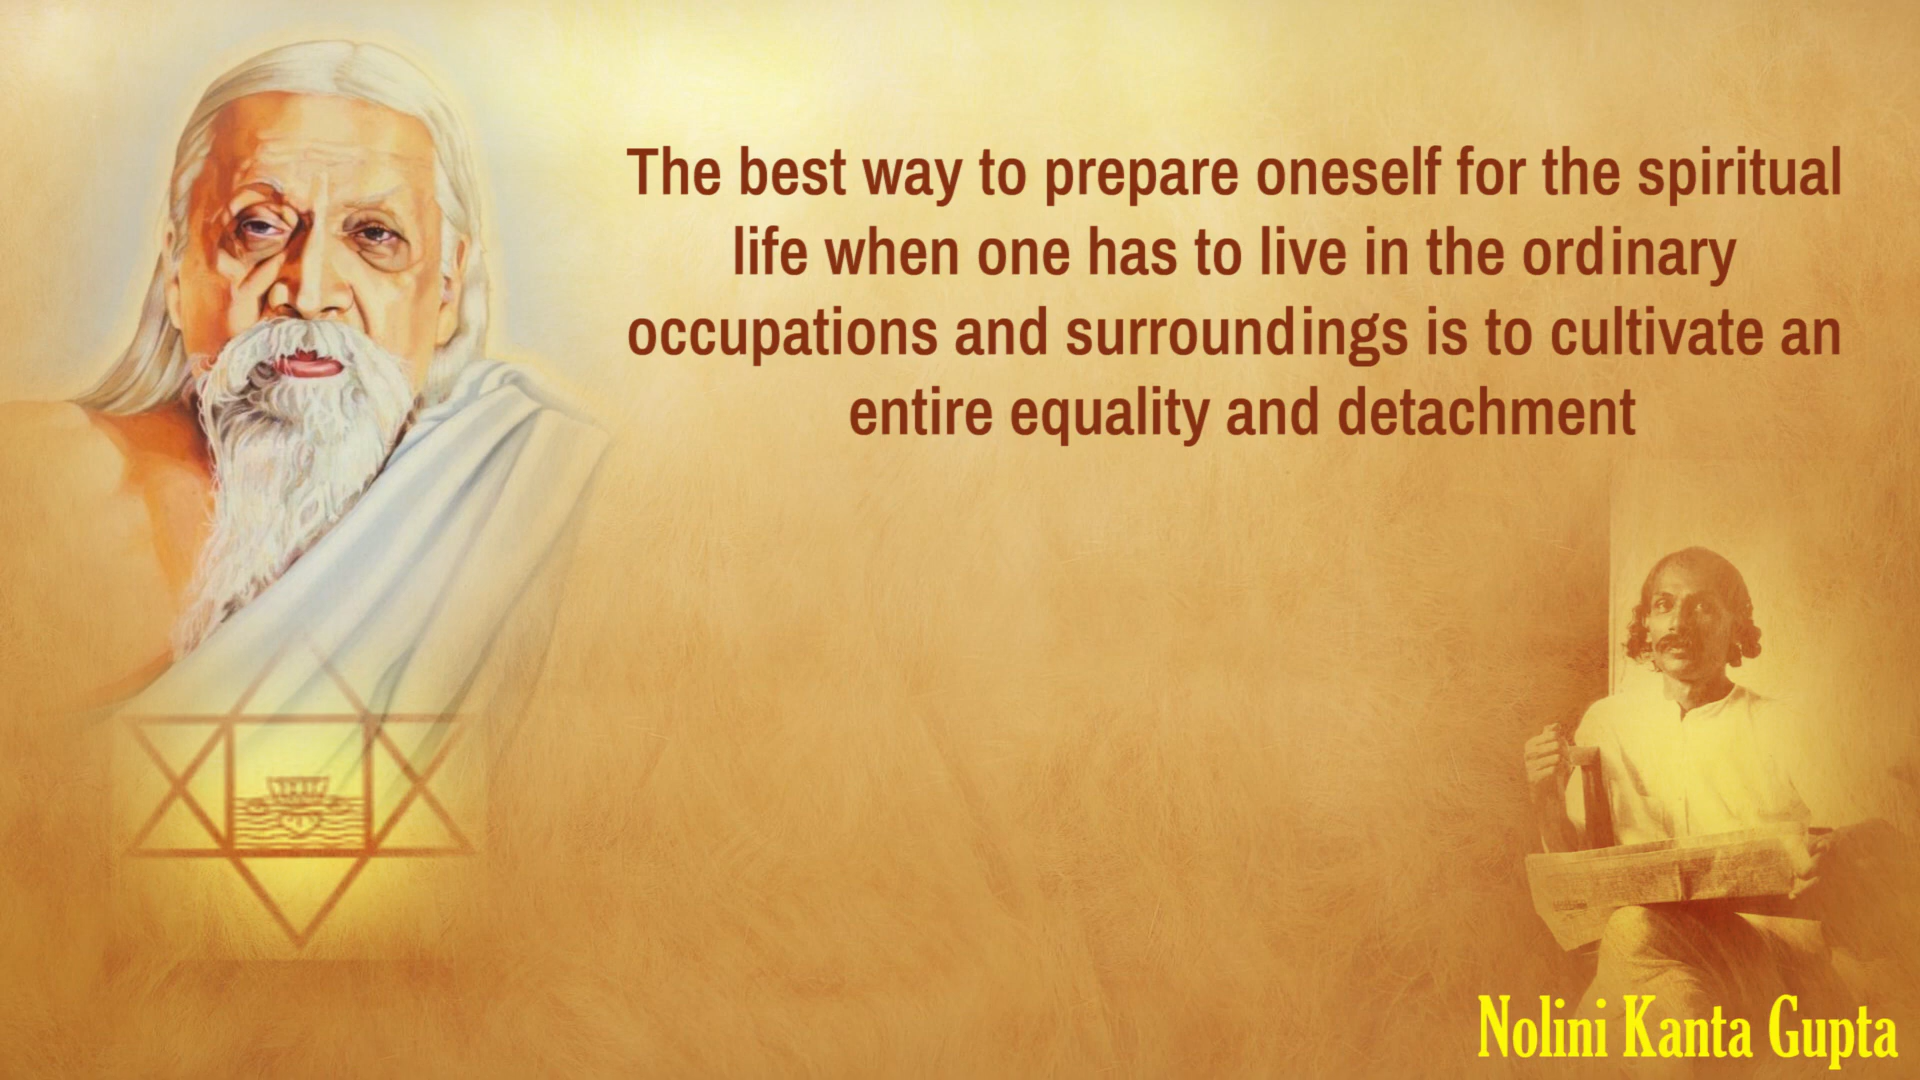 The best way to prepare oneself for the spiritual
life when one has to live in the ordinary
occupations and surroundings is to cultivate an
entire equality and detachment
Nolini Kanta Gupta